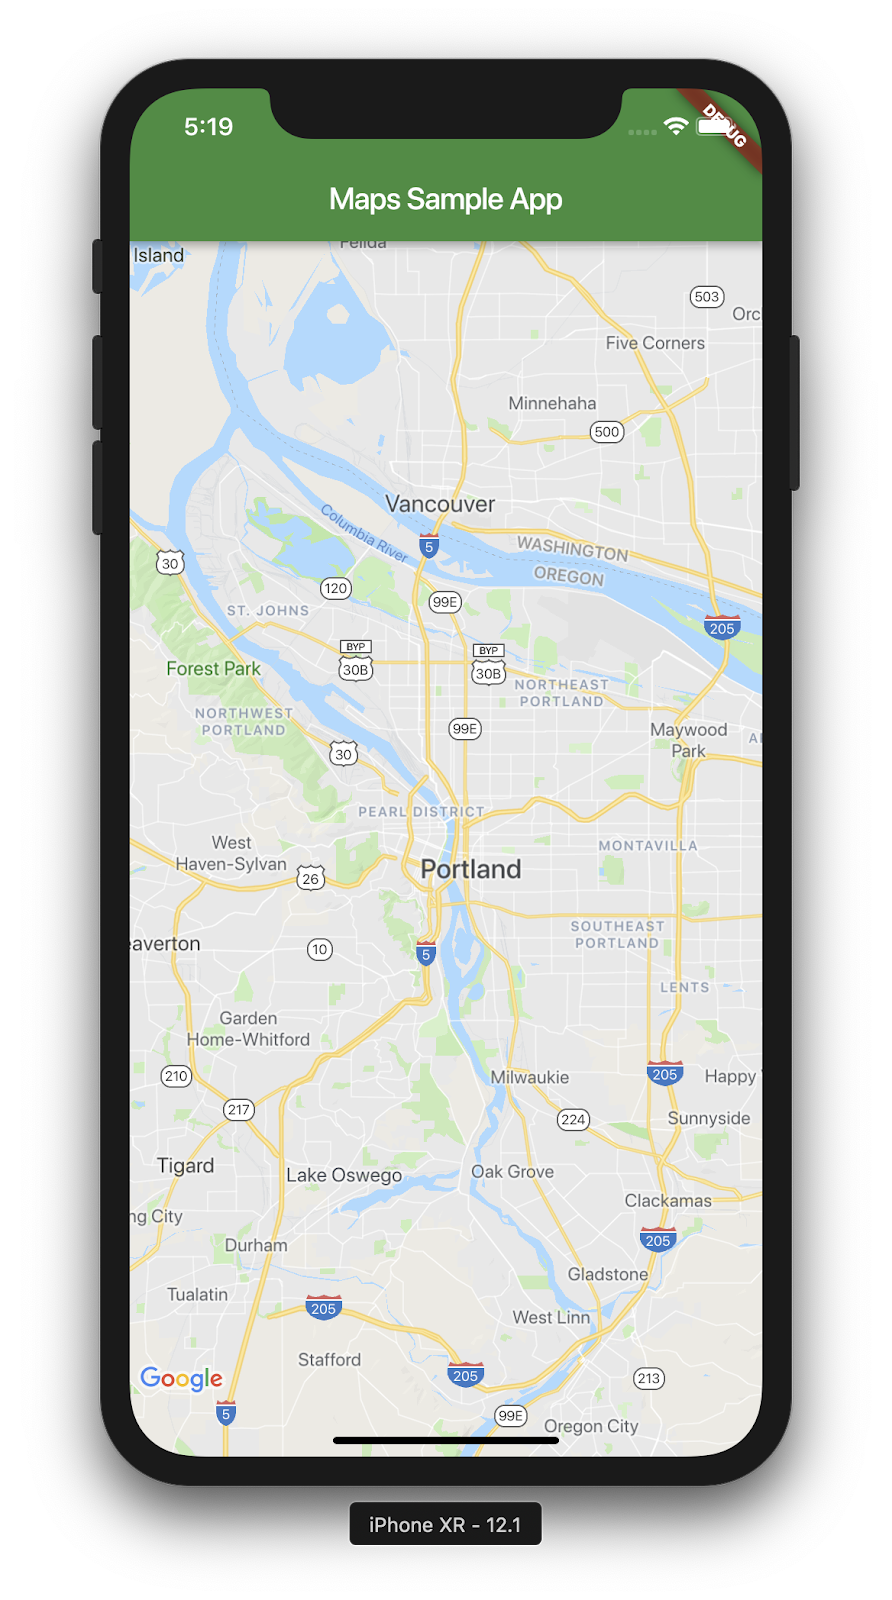 5:19
DEBUG
Maps Sample App
Felida
Island
503
Orc
Five Corners
Minnehaha
500
Vancouver
Columbia River
5
WASHINGTON
OREGON
30
120
99E
ST. JOHNS
205
BYP
30B
BYP
30B
Forest Park
NORTHEAST
PORTLAND
NORTHWEST
PORTLAND
99E
Maywood
Park
A
30
PEARL DISTRICT
West
Haven-Sylvan
MONTAVILLA
Portland
26
SOUTHEAST
PORTLAND
eaverton
10
5
LENTS
Garden
Home-Whitford
210
Milwaukie
205
Happy
217
224
Sunnyside
Tigard
Lake Oswego
Oak Grove
Clackamas
ng City
Durham
205
Gladstone
Tualatin
205
West Linn
Stafford
Google
205
213
5
99E
Oregon City
iPhone XR - 12.1